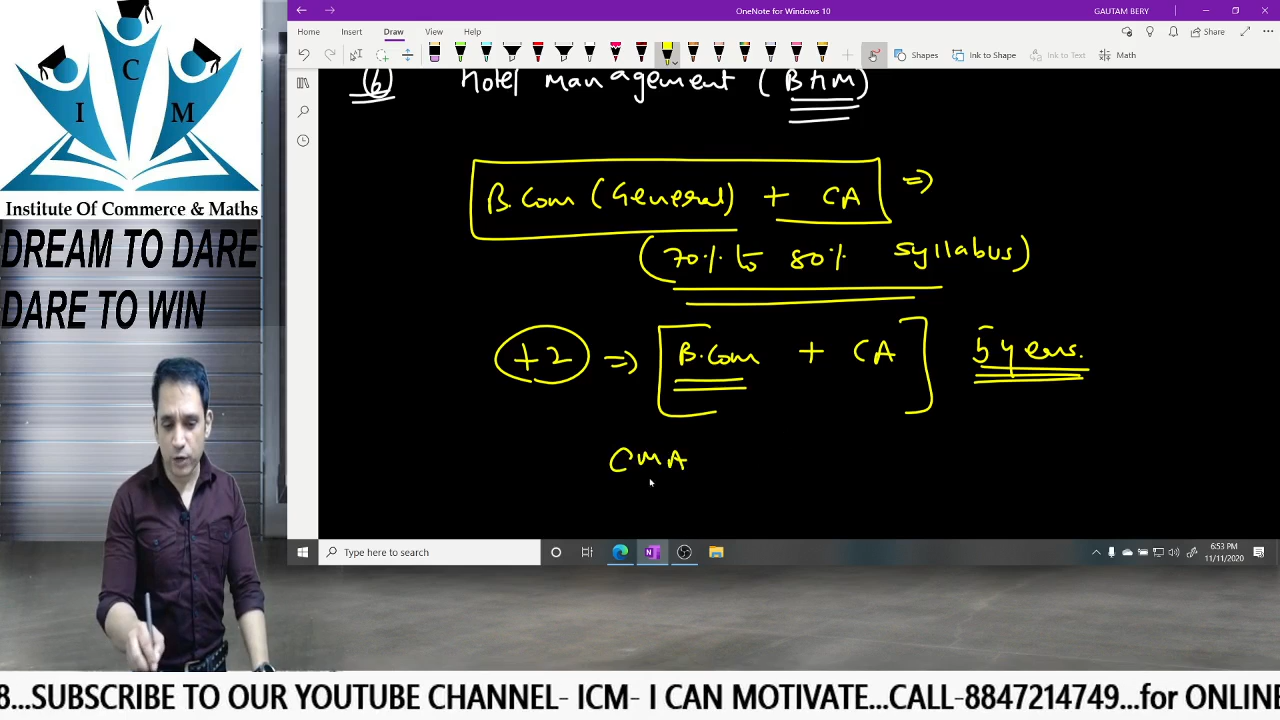 OneNote for Windows 10
GAUTAM BERY
Home Insert Draw View Help
Share
Shapes
Ink to Shape
Ink to Text
Math
C
I M
Institute Of Commerce & Maths
DREAM TO DARE
DARE TO WIN
(6) Hotel Management (BHM)
B.Com (General) + CA ⇒
(70% to 80% syllabus)
+2 ⇒ [B.Com + CA] 5 years.
CMA
Type here to search
6:53 PM
11/11/2020
8...SUBSCRIBE TO OUR YOUTUBE CHANNEL- ICM- I CAN MOTIVATE...CALL-8847214749...for ONLINE